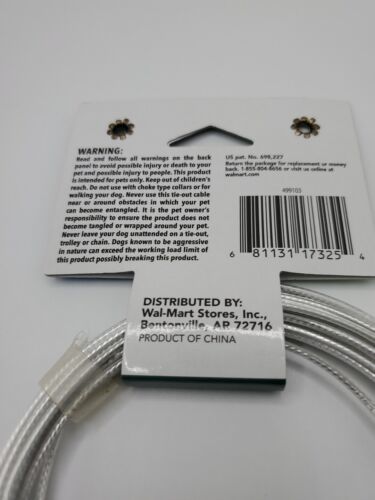 WARNING:
Read and follow all warnings on the back
panel to avoid possible injury or death to your
pet and possible injury to people. This product
is intended for pets only. Keep out of children's
reach. Do not use with choke type collars or for
walking your dog. Never use this tie-out cable
near or around obstacles in which your pet
can become entangled. It is the pet owner's
responsibility to ensure the product does not
become tangled or wrapped around your pet.
Never leave your dog unattended on a tie-out,
trolley or chain. Dogs known to be aggressive
in nature can exceed the working load limit of
this product possibly breaking this product.
US pat. No. 698,227
Return the package for replacement or money
back. 1-855-804-8656 or visit us online at
walmart.com
499103
6 81131 17325 4
DISTRIBUTED BY:
Wal-Mart Stores, Inc.,
Bentonville, AR 72716
PRODUCT OF CHINA